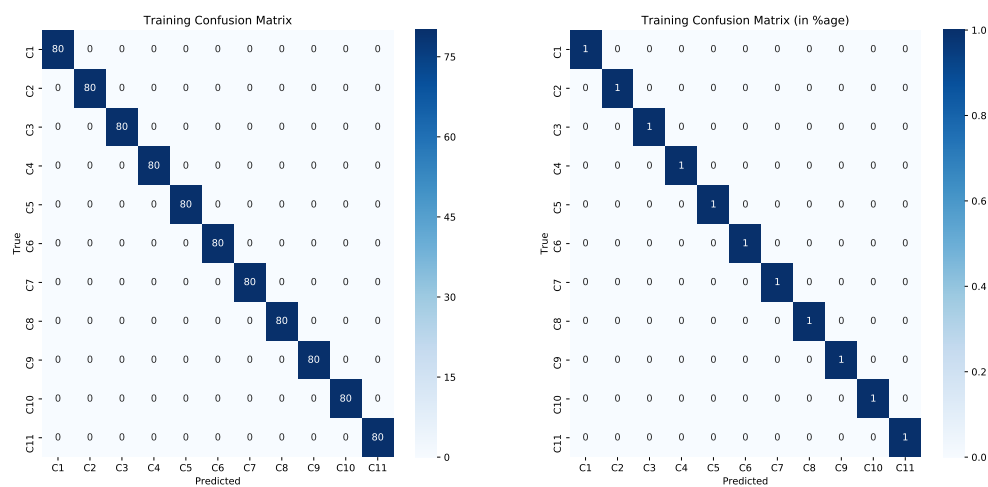 Training Confusion Matrix
Training Confusion Matrix (in %age)
C1 80 0 0 0 0 0 0 0 0 0 0
C2 0 80 0 0 0 0 0 0 0 0 0
C3 0 0 80 0 0 0 0 0 0 0 0
C4 0 0 0 80 0 0 0 0 0 0 0
C5 0 0 0 0 80 0 0 0 0 0 0
C6 0 0 0 0 0 80 0 0 0 0 0
C7 0 0 0 0 0 0 80 0 0 0 0
C8 0 0 0 0 0 0 0 80 0 0 0
C9 0 0 0 0 0 0 0 0 80 0 0
C10 0 0 0 0 0 0 0 0 0 80 0
C11 0 0 0 0 0 0 0 0 0 0 80
True
C1 C2 C3 C4 C5 C6 C7 C8 C9 C10 C11
Predicted
75
60
45
30
15
0
C1 1 0 0 0 0 0 0 0 0 0 0
C2 0 1 0 0 0 0 0 0 0 0 0
C3 0 0 1 0 0 0 0 0 0 0 0
C4 0 0 0 1 0 0 0 0 0 0 0
C5 0 0 0 0 1 0 0 0 0 0 0
C6 0 0 0 0 0 1 0 0 0 0 0
C7 0 0 0 0 0 0 1 0 0 0 0
C8 0 0 0 0 0 0 0 1 0 0 0
C9 0 0 0 0 0 0 0 0 1 0 0
C10 0 0 0 0 0 0 0 0 0 1 0
C11 0 0 0 0 0 0 0 0 0 0 1
True
C1 C2 C3 C4 C5 C6 C7 C8 C9 C10 C11
Predicted
1.0
0.8
0.6
0.4
0.2
0.0